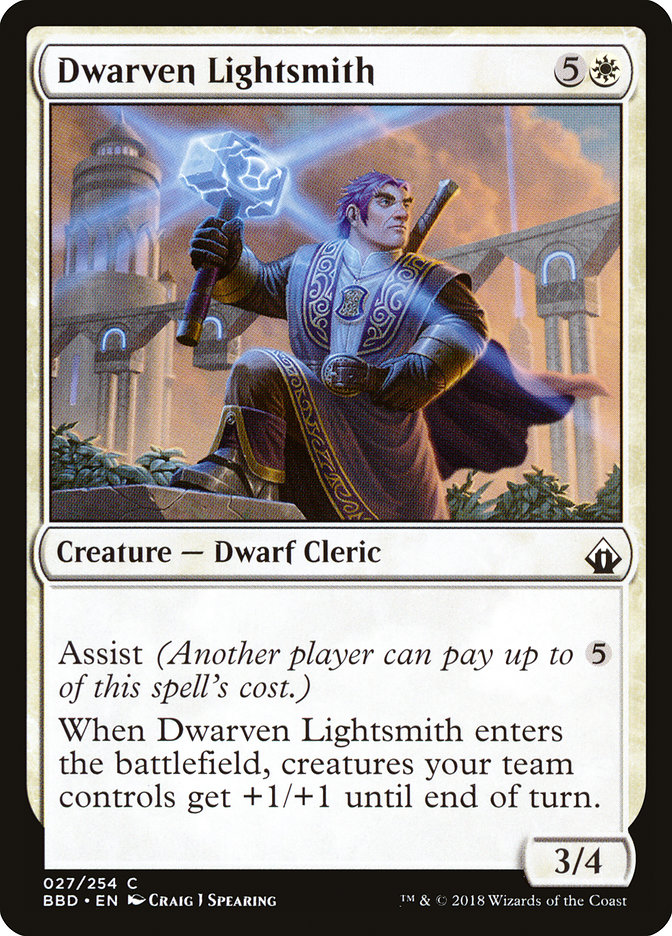 Dwarven Lightsmith 5
Creature — Dwarf Cleric
Assist (Another player can pay up to 5
of this spell's cost.)
When Dwarven Lightsmith enters
the battlefield, creatures your team
controls get +1/+1 until end of turn.
3/4
027/254 C
BBD • EN Craig J Spearing
™ & © 2018 Wizards of the Coast